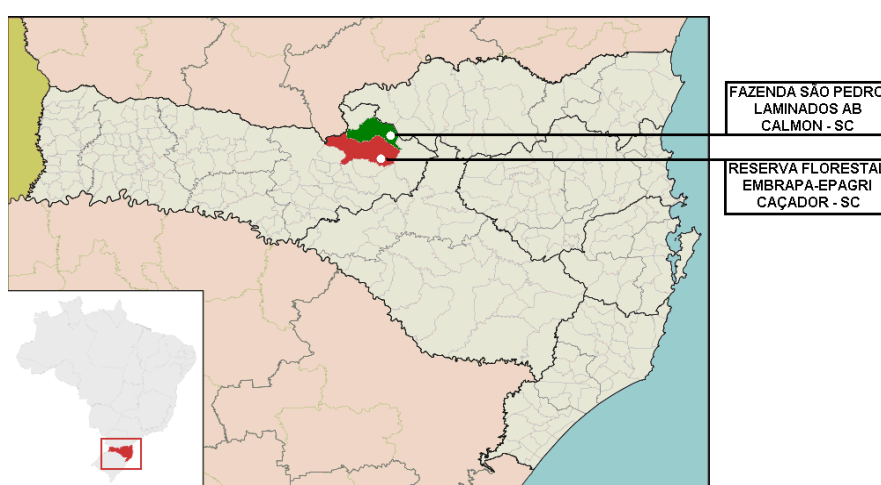 FAZENDA SÃO PEDRO
LAMINADOS AB
CALMON - SC
RESERVA FLORESTAL
EMBRAPA-EPAGRI
CAÇADOR - SC